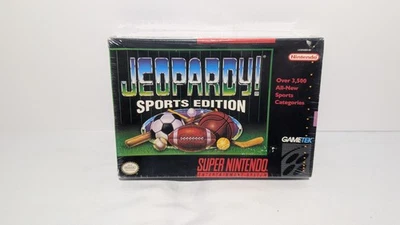 Nintendo
JEOPARDY!
SPORTS EDITION
Over 3,500
All-New
Sports
Categories
GAMETEK
SUPER NINTENDO